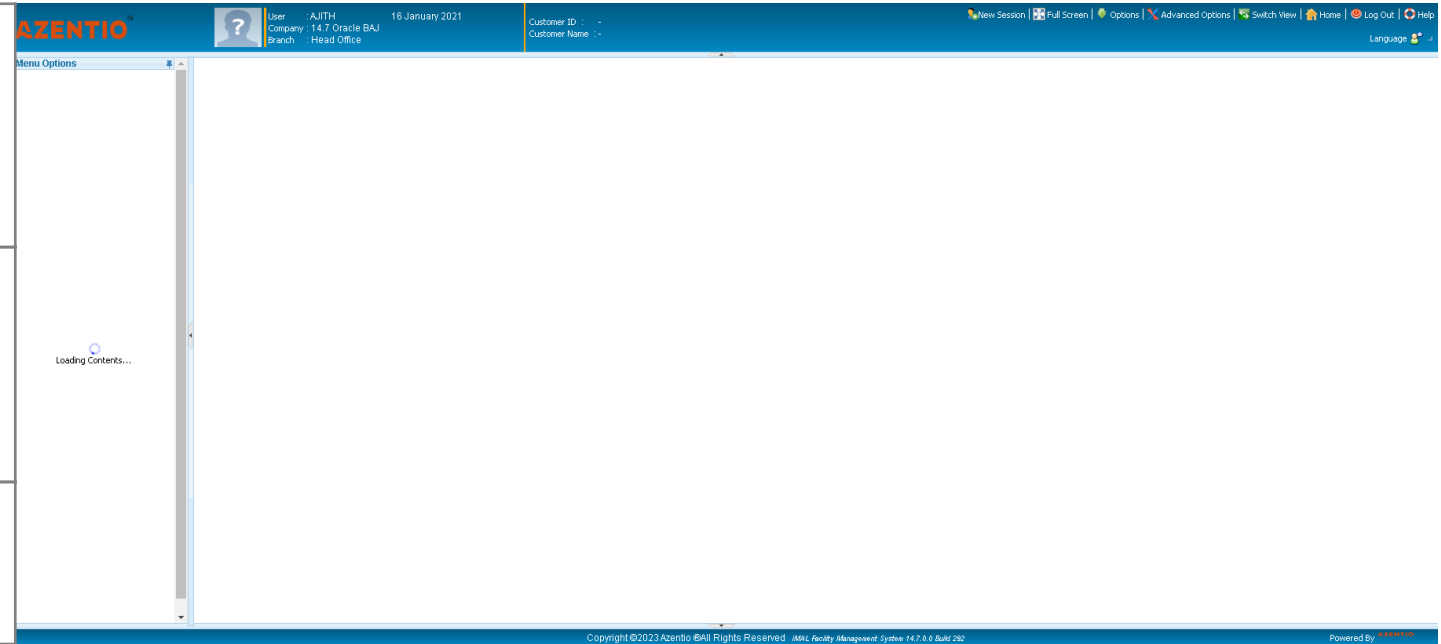 AZENTIO™
User : AJITH 16 January 2021
Company : 14.7 Oracle BAJ
Branch : Head Office
Customer ID : -
Customer Name : -
New Session | Full Screen | Options | Advanced Options | Switch View | Home | Log Out | Help
Language
Menu Options
?
Loading Contents...
Copyright ©2023 Azentio ®All Rights Reserved iMAL Facility Management System 14.7.0.0 Build 292
Powered By AZENTIO